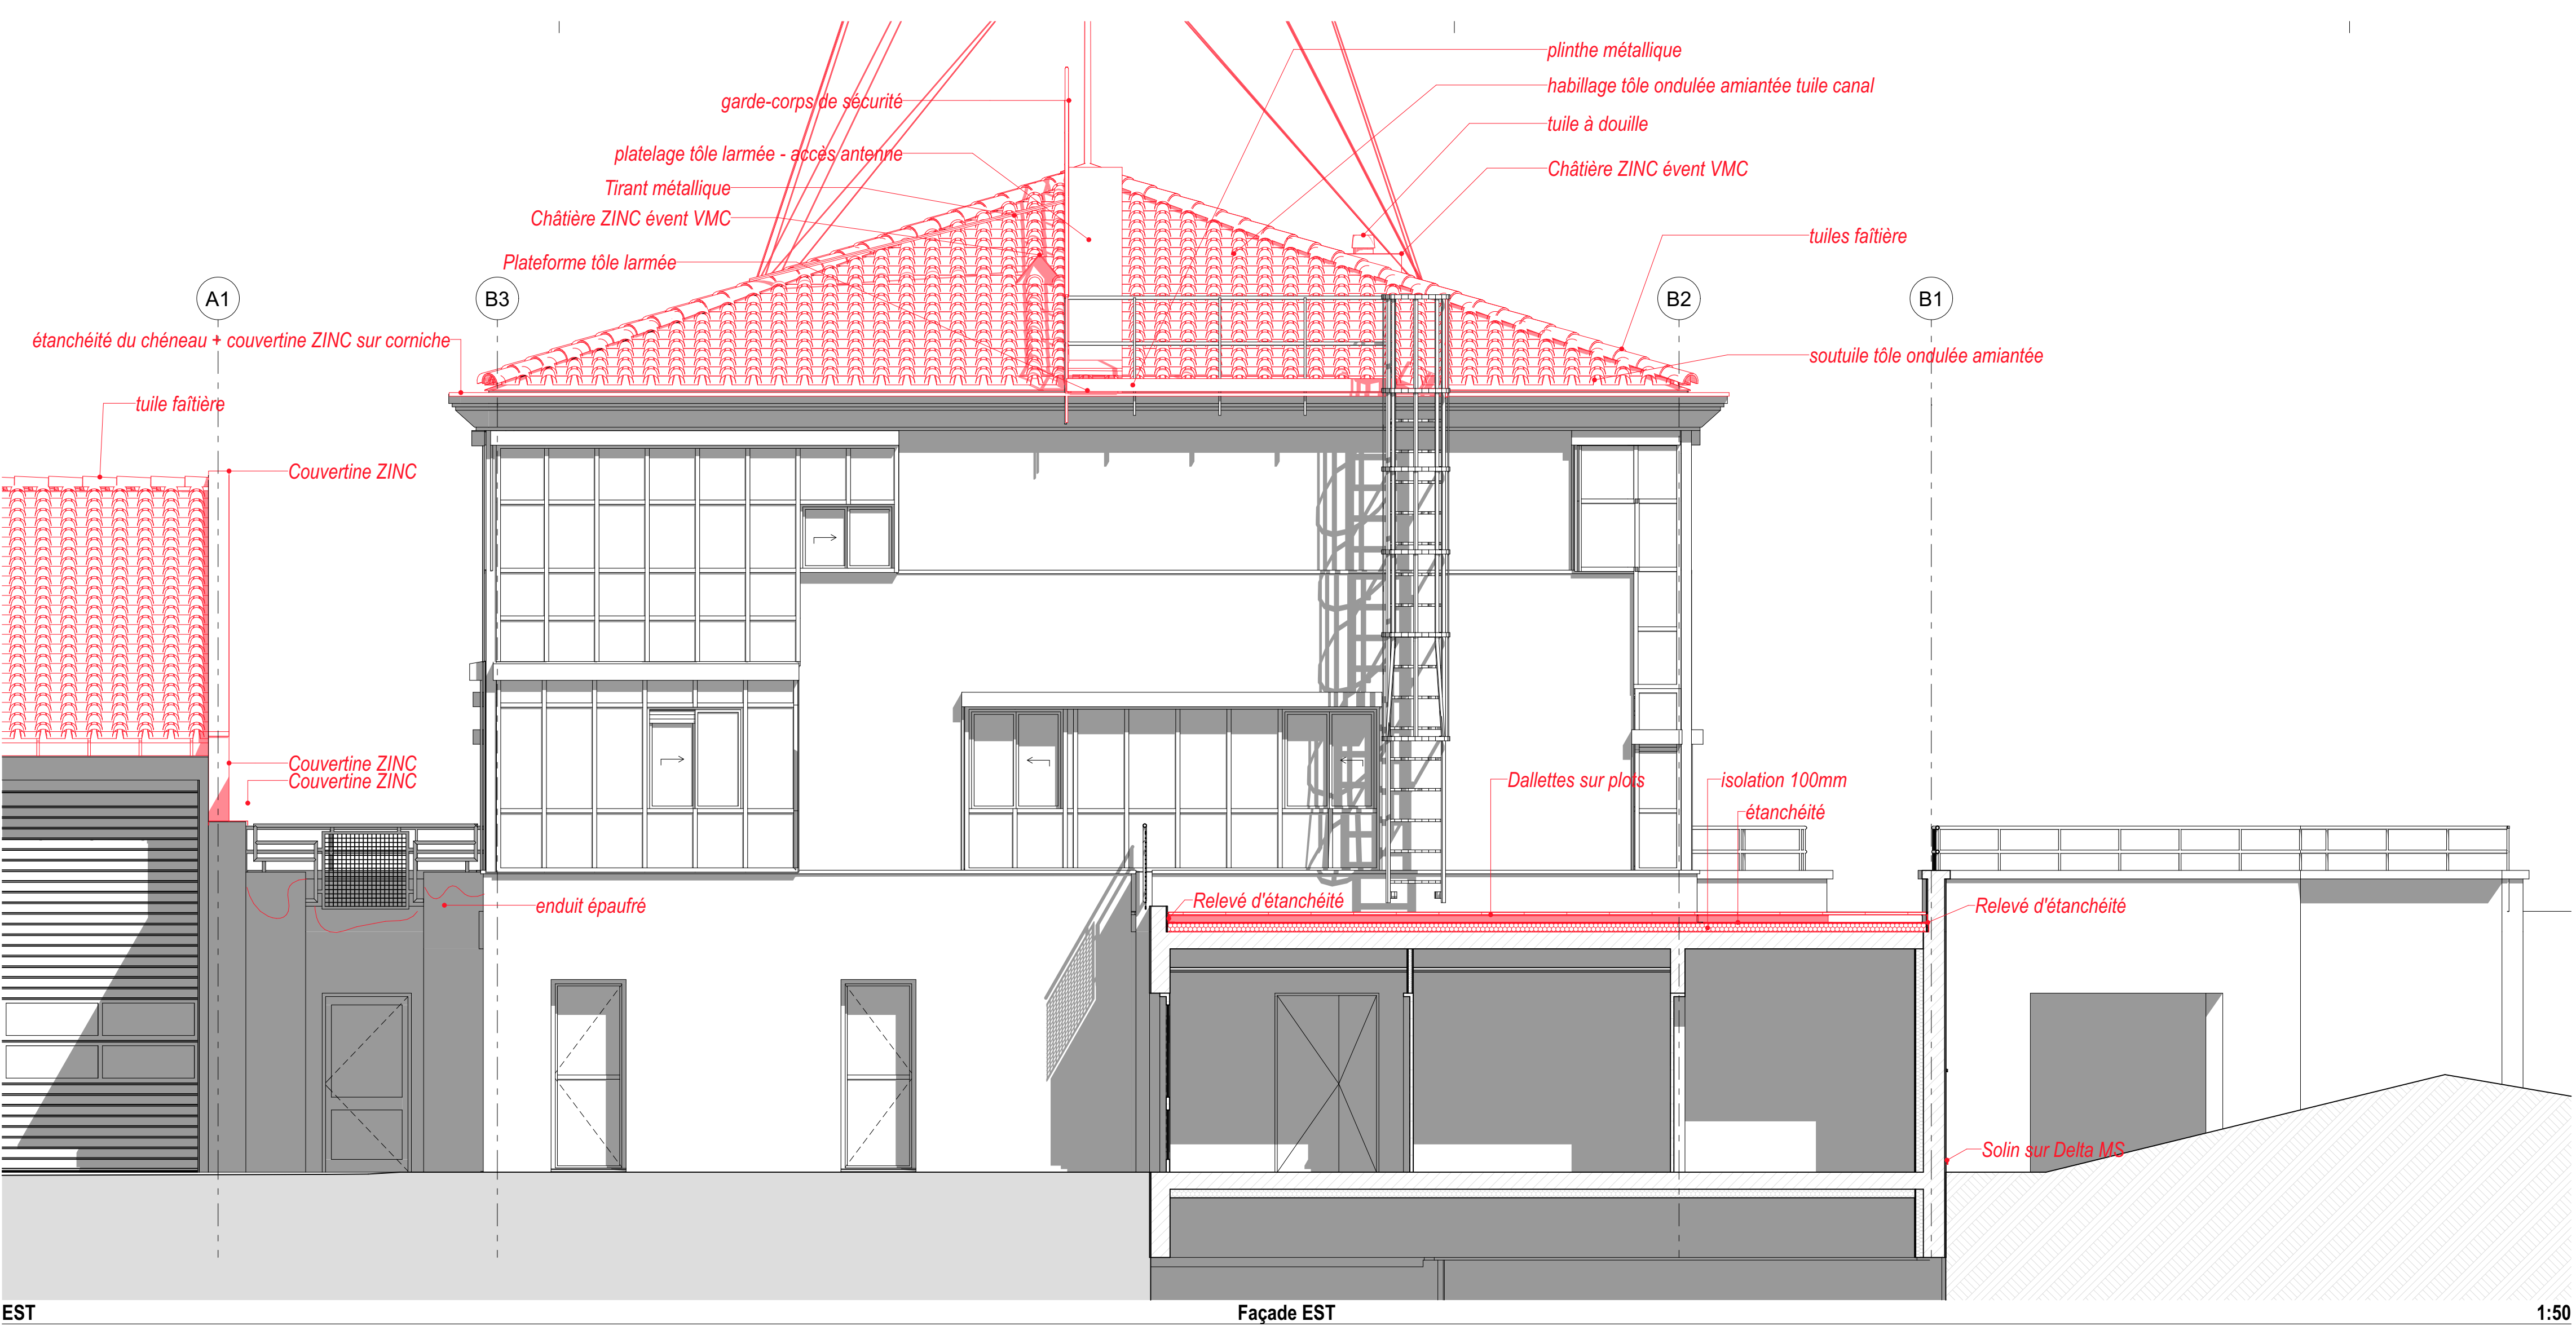 plinthe métallique
garde-corps de sécurité
habillage tôle ondulée amiantée tuile canal
tuile à douille
platelage tôle larmée - accès antenne
Châtière ZINC évent VMC
Tirant métallique
Châtière ZINC évent VMC
tuiles faîtière
Plateforme tôle larmée
A1
B3
B2
B1
étanchéité du chéneau + couvertine ZINC sur corniche
soutuile tôle ondulée amiantée
tuile faîtière
Couvertine ZINC
Couvertine ZINC
Couvertine ZINC
Dallettes sur plots
isolation 100mm
étanchéité
enduit épaufré
Relevé d'étanchéité
Relevé d'étanchéité
Solin sur Delta MS
EST
Façade EST
1:50